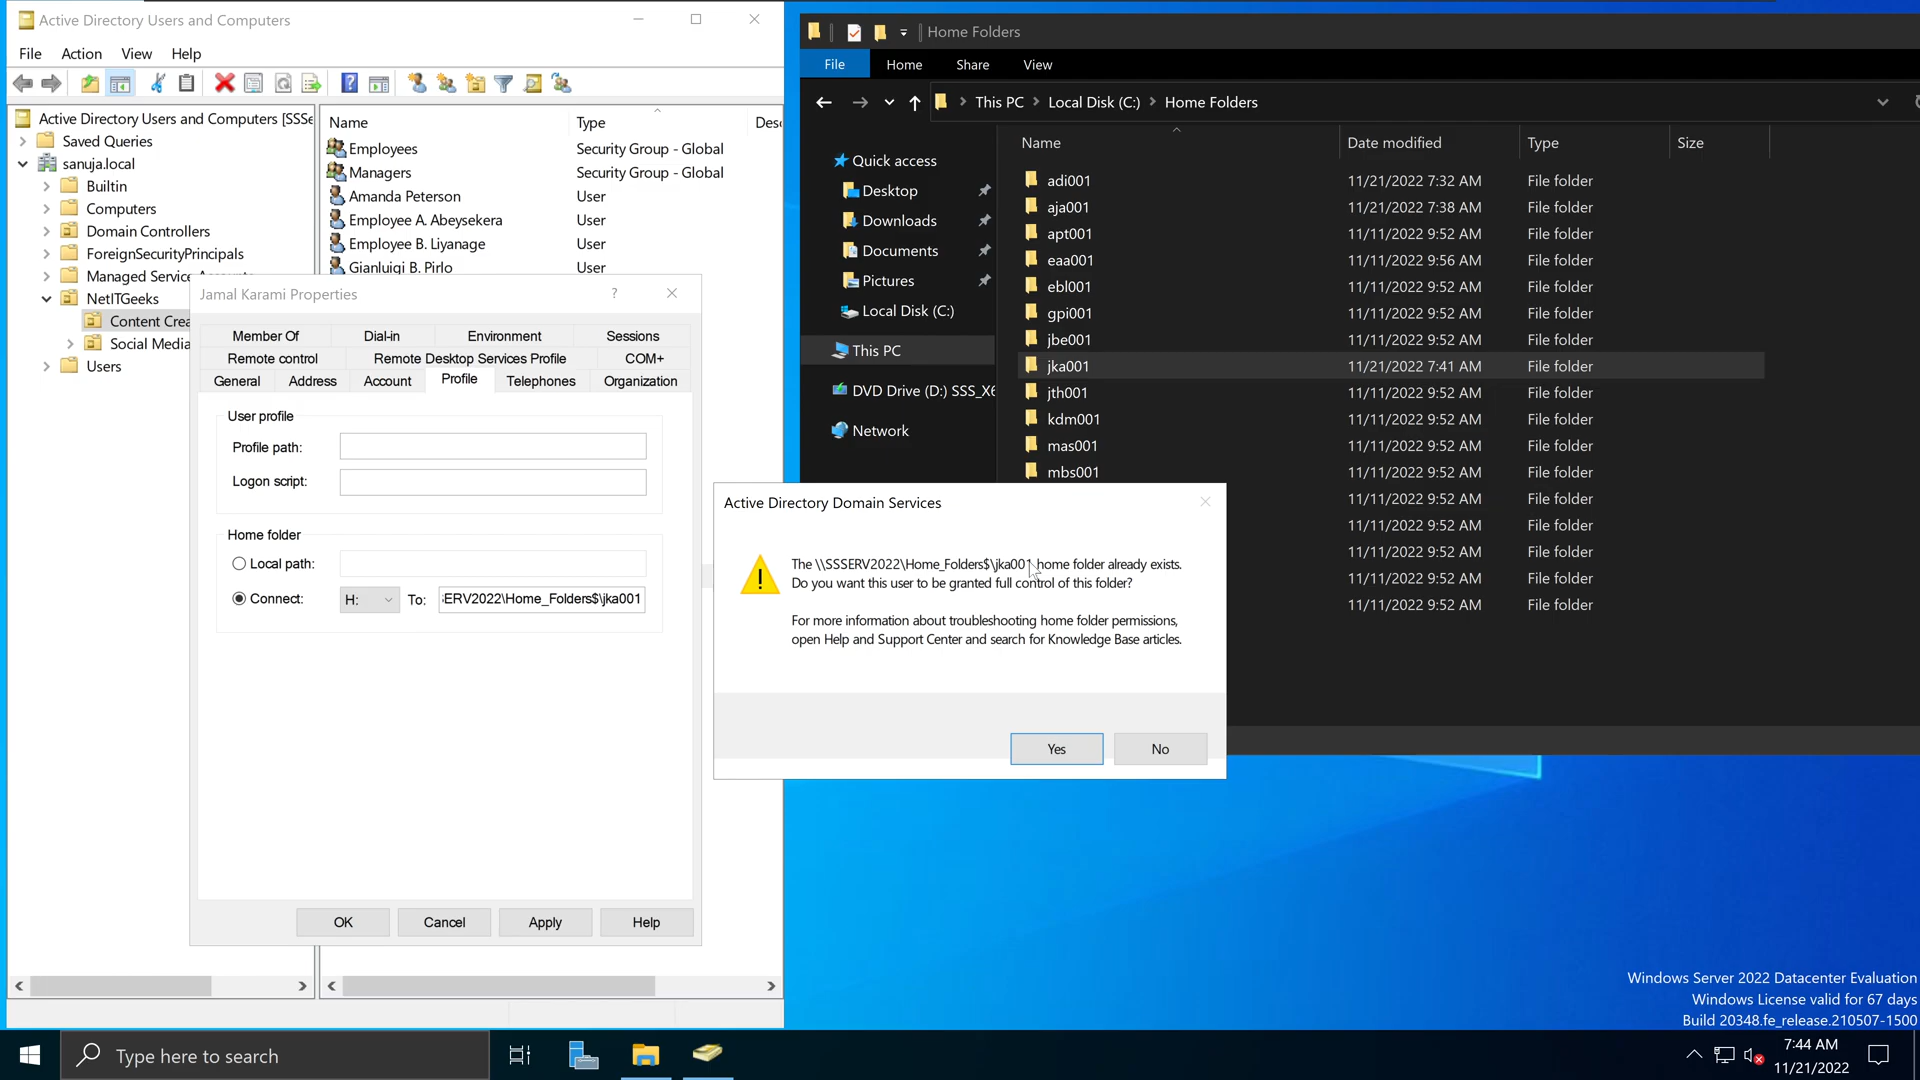 Active Directory Users and Computers
File Action View Help
Active Directory Users and Computers [SSSe
Saved Queries
sanuja.local
Builtin
Computers
Domain Controllers
ForeignSecurityPrincipals
Managed Service
NetITGeeks
Content Crea
Social Media
Users
Name Type Desc
Employees Security Group - Global
Managers Security Group - Global
Amanda Peterson User
Employee A. Abeysekera User
Employee B. Liyanage User
Gianluigi B. Pirlo User
Jamal Karami Properties
?
Member Of Dial-in Environment Sessions
Remote control Remote Desktop Services Profile COM+
General Address Account Profile Telephones Organization
User profile
Profile path:
Logon script:
Home folder
Local path:
Connect: H: To: ERV2022\Home_Folders$\jka001
OK Cancel Apply Help
Home Folders
File Home Share View
This PC Local Disk (C:) Home Folders
Quick access
Desktop
Downloads
Documents
Pictures
Local Disk (C:)
This PC
DVD Drive (D:) SSS_X6
Network
Name Date modified Type Size
adi001 11/21/2022 7:32 AM File folder
aja001 11/21/2022 7:38 AM File folder
apt001 11/11/2022 9:52 AM File folder
eaa001 11/11/2022 9:56 AM File folder
ebl001 11/11/2022 9:52 AM File folder
gpi001 11/11/2022 9:52 AM File folder
jbe001 11/11/2022 9:52 AM File folder
jka001 11/21/2022 7:41 AM File folder
jth001 11/11/2022 9:52 AM File folder
kdm001 11/11/2022 9:52 AM File folder
mas001 11/11/2022 9:52 AM File folder
mbs001 11/11/2022 9:52 AM File folder
11/11/2022 9:52 AM File folder
11/11/2022 9:52 AM File folder
11/11/2022 9:52 AM File folder
11/11/2022 9:52 AM File folder
11/11/2022 9:52 AM File folder
Active Directory Domain Services
The \\SSSERV2022\Home_Folders$\jka001 home folder already exists.
Do you want this user to be granted full control of this folder?
For more information about troubleshooting home folder permissions,
open Help and Support Center and search for Knowledge Base articles.
Yes No
Windows Server 2022 Datacenter Evaluation
Windows License valid for 67 days
Build 20348.fe_release.210507-1500
Type here to search
7:44 AM
11/21/2022